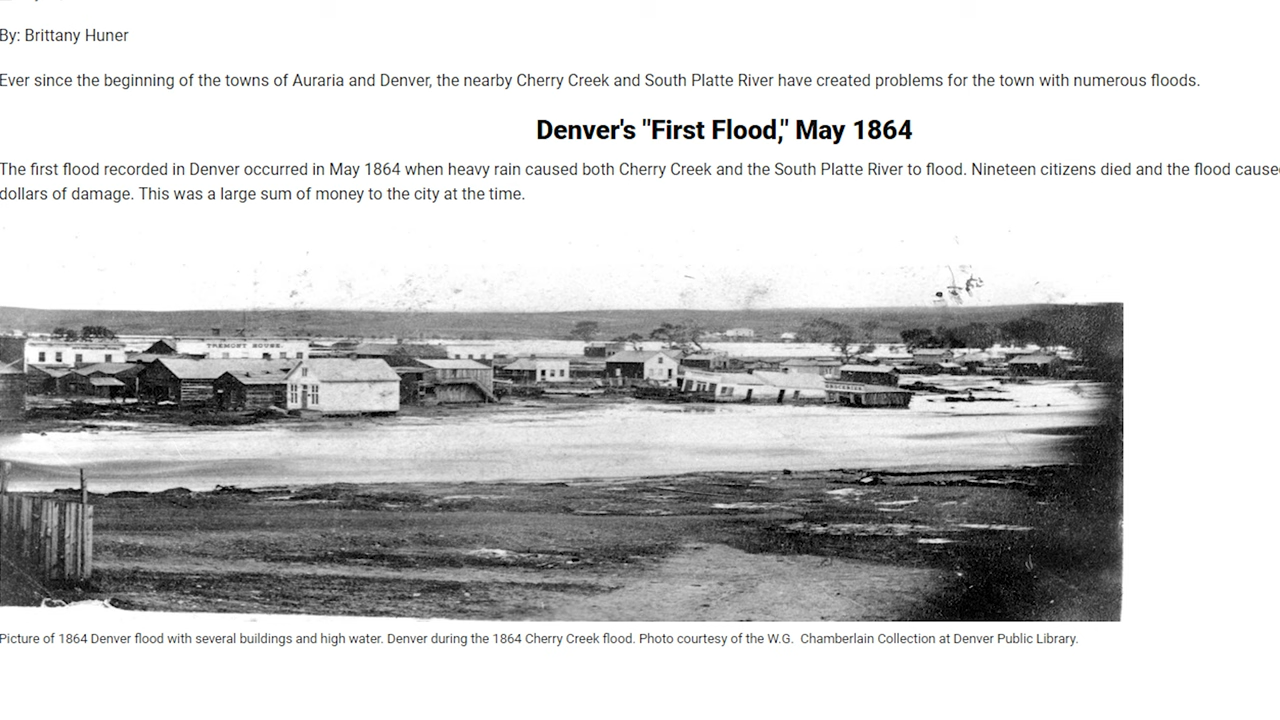 By: Brittany Huner
Ever since the beginning of the towns of Auraria and Denver, the nearby Cherry Creek and South Platte River have created problems for the town with numerous floods.
Denver's "First Flood," May 1864
The first flood recorded in Denver occurred in May 1864 when heavy rain caused both Cherry Creek and the South Platte River to flood. Nineteen citizens died and the flood cause
dollars of damage. This was a large sum of money to the city at the time.
TREMONT HOUSE.
Picture of 1864 Denver flood with several buildings and high water. Denver during the 1864 Cherry Creek flood. Photo courtesy of the W.G. Chamberlain Collection at Denver Public Library.